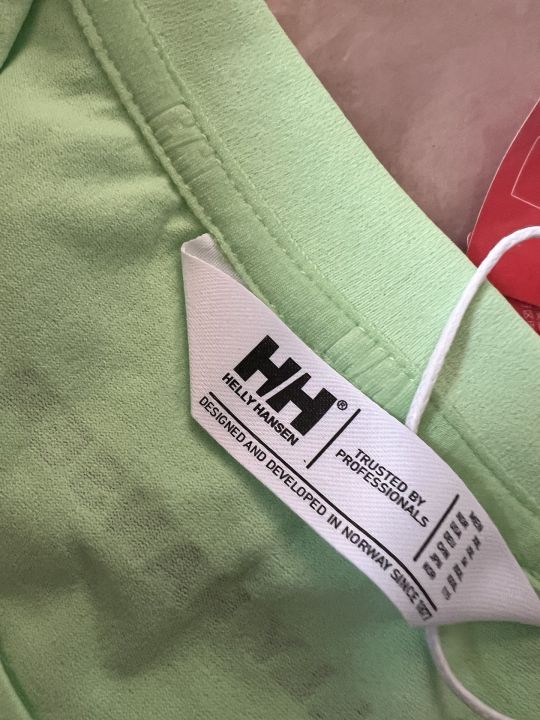 HH®
HELLY HANSEN
TRUSTED BY
PROFESSIONALS
DESIGNED AND DEVELOPED IN NORWAY SINCE 1877